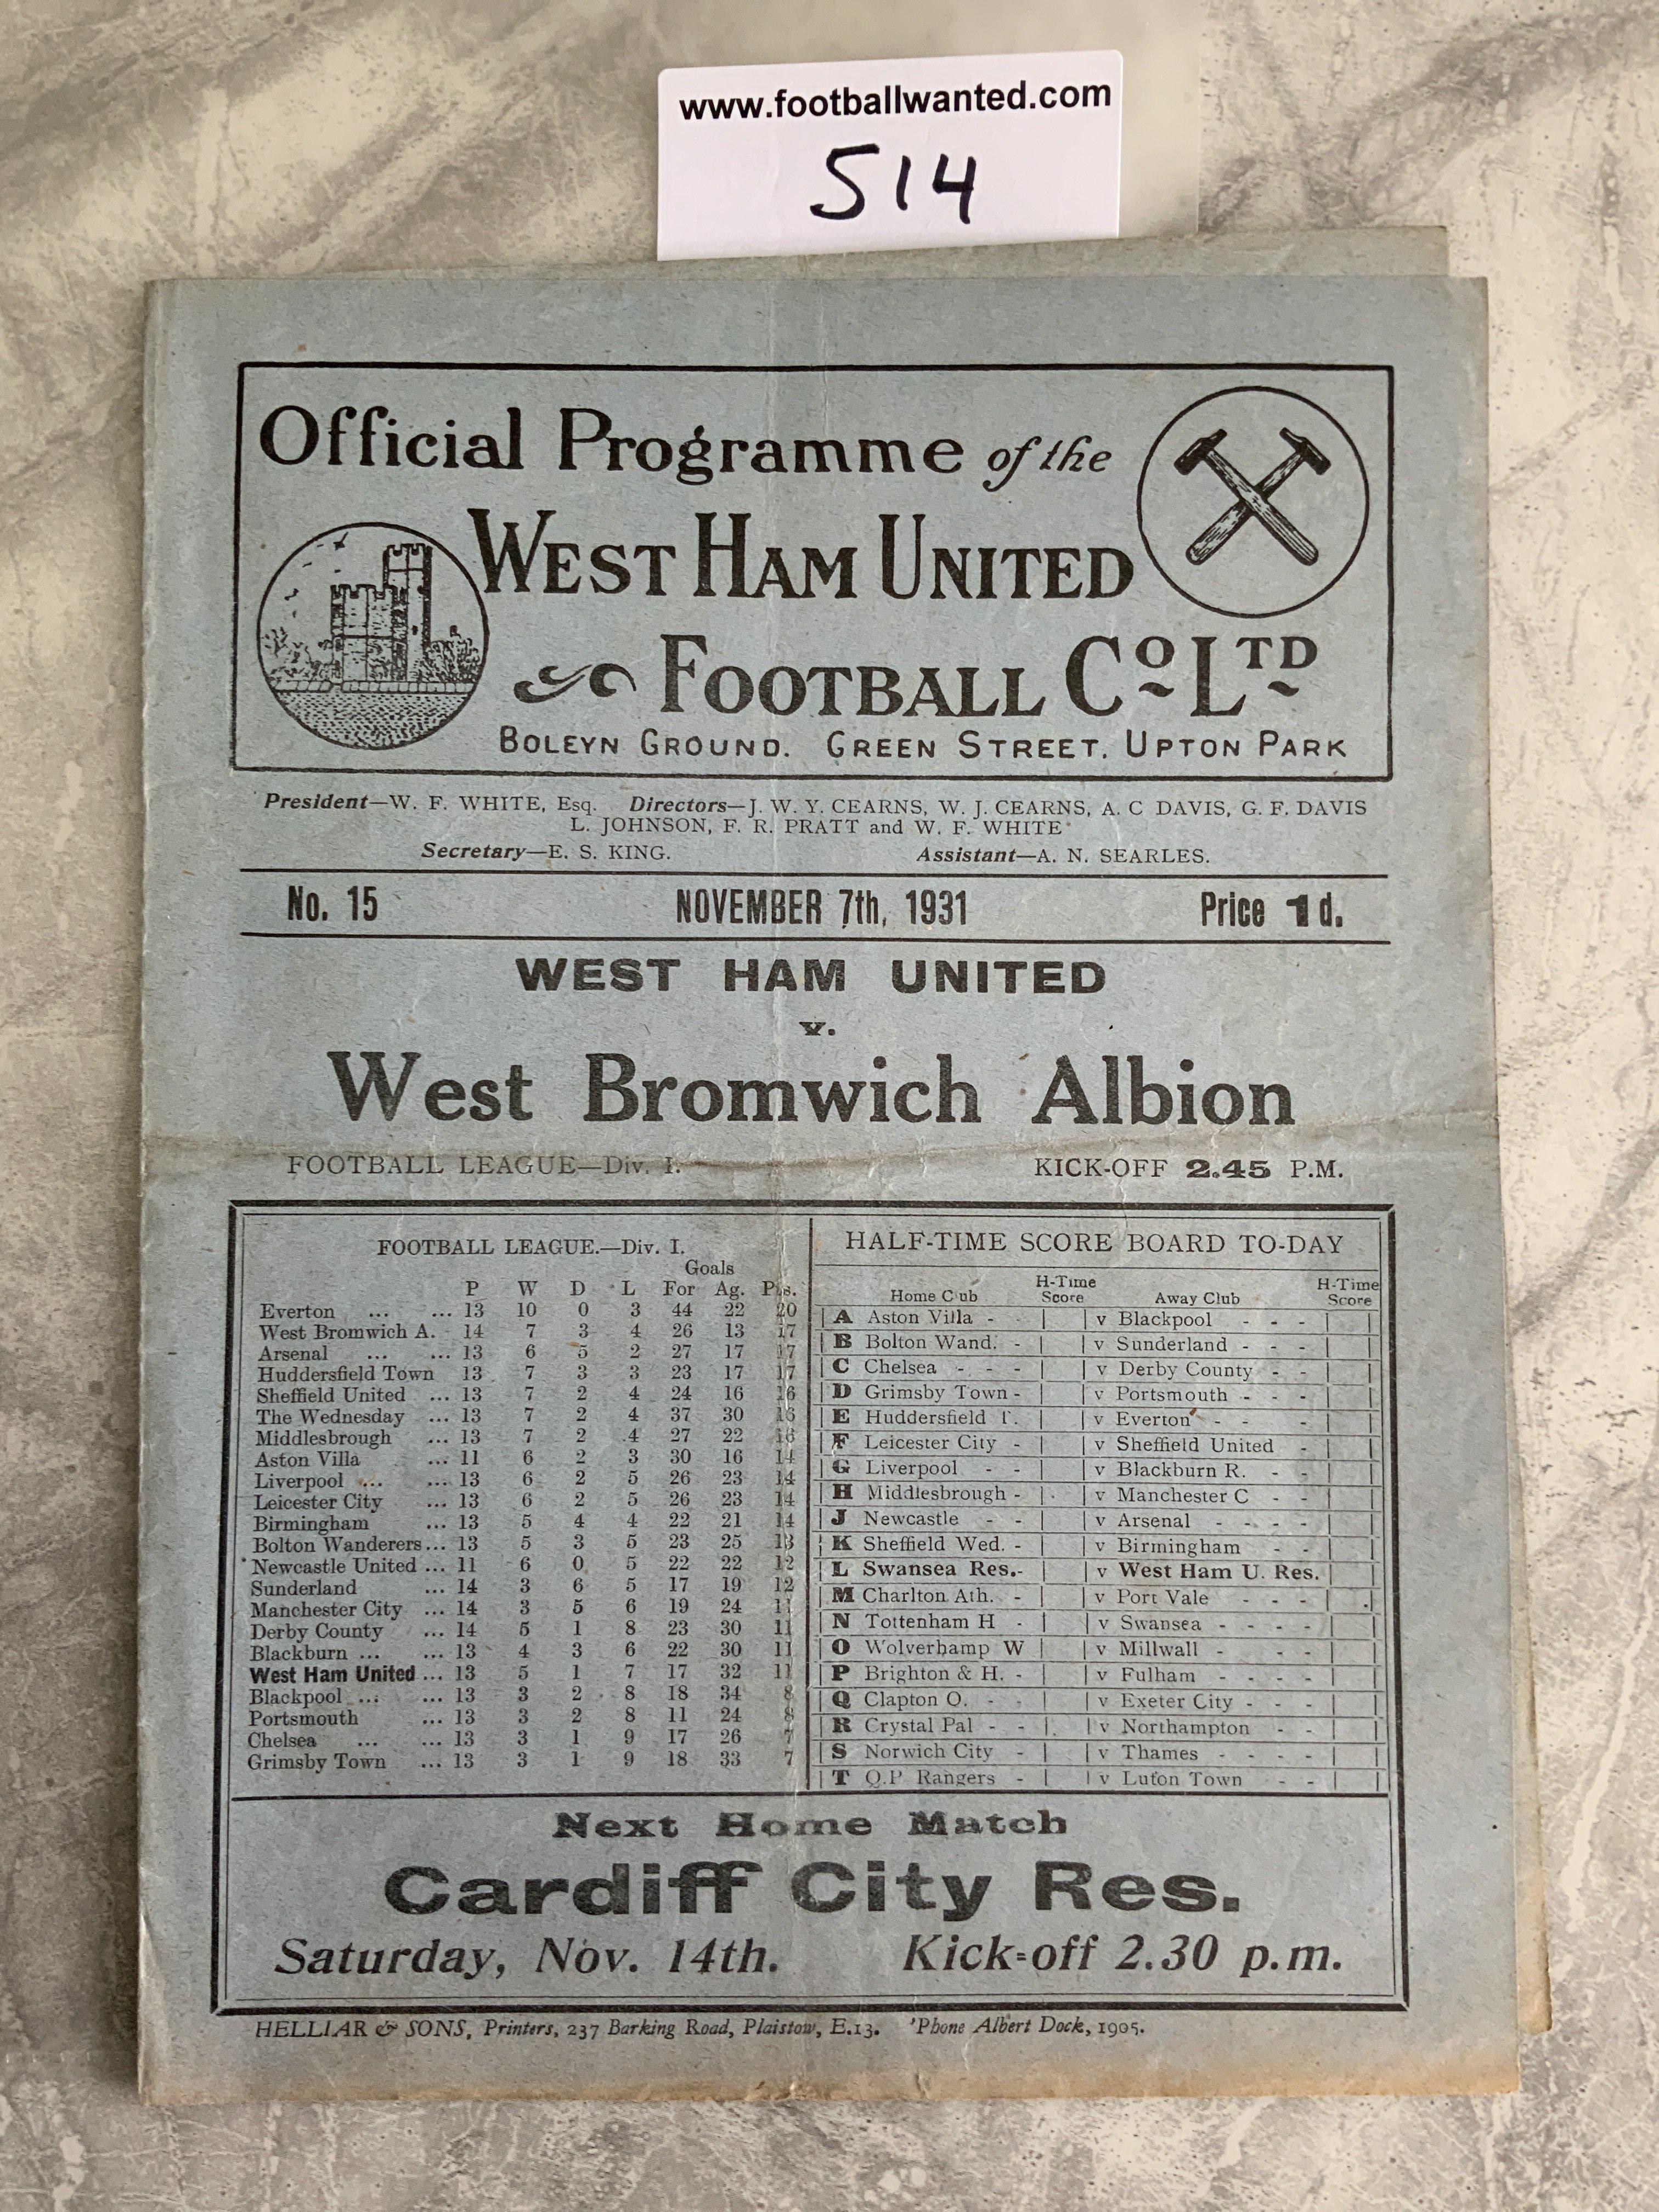 www.footballwanted.com
514
Official Programme of the
WEST HAM UNITED
FOOTBALL CO LTD
BOLEYN GROUND. GREEN STREET. UPTON PARK
President—W. F. WHITE, Esq. Directors—J. W. Y. CEARNS, W. J. CEARNS, A. C DAVIS, G. F. DAVIS
L. JOHNSON, F. R. PRATT and W. F. WHITE
Secretary—E. S. KING. Assistant—A. N. SEARLES.
No. 15 NOVEMBER 7th, 1931 Price 1d.
WEST HAM UNITED
v.
West Bromwich Albion
FOOTBALL LEAGUE—Div. I. KICK-OFF 2.45 P.M.
FOOTBALL LEAGUE.—Div. I.
Goals
P W D L For Ag. Pts.
Everton ... ... 13 10 0 3 44 22 20
West Bromwich A. 14 7 3 4 26 13 17
Arsenal ... ... 13 6 5 2 27 17 17
Huddersfield Town 13 7 3 3 23 17 17
Sheffield United ... 13 7 2 4 24 16 16
The Wednesday ... 13 7 2 4 37 30 16
Middlesbrough ... 13 7 2 4 27 22 16
Aston Villa ... 11 6 2 3 30 16 14
Liverpool ... ... 13 6 2 5 26 23 14
Leicester City ... 13 6 2 5 26 23 14
Birmingham ... 13 5 4 4 22 21 14
Bolton Wanderers... 13 5 3 5 23 25 13
Newcastle United ... 11 6 0 5 22 22 12
Sunderland ... 14 3 6 5 17 19 12
Manchester City ... 14 3 5 6 19 24 11
Derby County ... 14 5 1 8 23 30 11
Blackburn ... ... 13 4 3 6 22 30 11
West Ham United ... 13 5 1 7 17 32 11
Blackpool ... ... 13 3 2 8 18 34 8
Portsmouth ... 13 3 2 8 11 24 8
Chelsea ... ... 13 3 1 9 17 26 7
Grimsby Town ... 13 3 1 9 18 33 7
HALF-TIME SCORE BOARD TO-DAY
Home Club H-Time Score Away Club H-Time Score
A Aston Villa - v Blackpool - - -
B Bolton Wand. - v Sunderland - - -
C Chelsea - - - v Derby County - -
D Grimsby Town - v Portsmouth - - -
E Huddersfield T. v Everton - - -
F Leicester City - v Sheffield United -
G Liverpool - - v Blackburn R. - -
H Middlesbrough - v Manchester C - -
J Newcastle - - v Arsenal - - - -
K Sheffield Wed. - v Birmingham - -
L Swansea Res.- v West Ham U. Res.
M Charlton Ath. - v Port Vale - - -
N Tottenham H - v Swansea - - - -
O Wolverhamp W v Millwall - - -
P Brighton & H. - v Fulham - - - -
Q Clapton O. - - v Exeter City - - -
R Crystal Pal - - v Northampton - -
S Norwich City - v Thames - - - -
T Q.P Rangers - v Luton Town - -
Next Home Match
Cardiff City Res.
Saturday, Nov. 14th. Kick-off 2.30 p.m.
HELLIAR & SONS, Printers, 237 Barking Road, Plaistow, E.13. 'Phone Albert Dock, 1905.